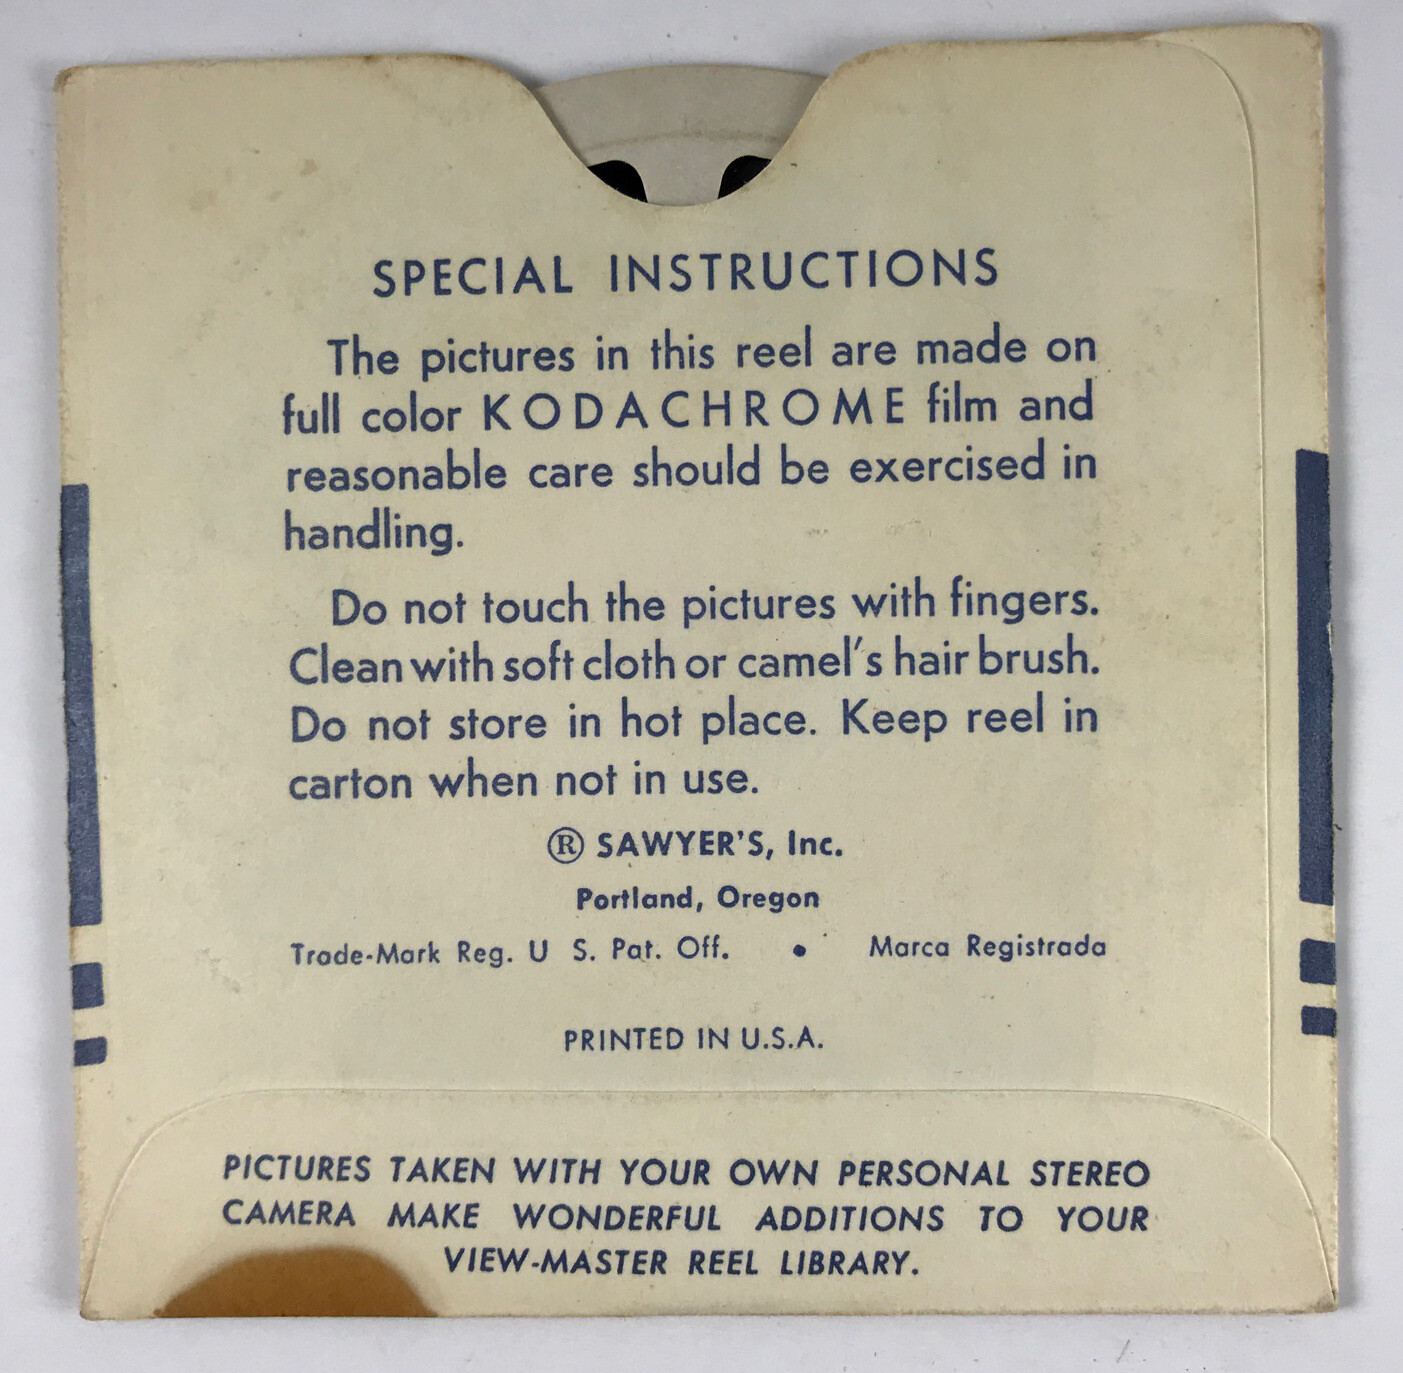 SPECIAL INSTRUCTIONS
The pictures in this reel are made on
full color KODACHROME film and
reasonable care should be exercised in
handling.
Do not touch the pictures with fingers.
Clean with soft cloth or camel's hair brush.
Do not store in hot place. Keep reel in
carton when not in use.
® SAWYER'S, Inc.
Portland, Oregon
Trade-Mark Reg. U S. Pat. Off. • Marca Registrada
PRINTED IN U.S.A.
PICTURES TAKEN WITH YOUR OWN PERSONAL STEREO
CAMERA MAKE WONDERFUL ADDITIONS TO YOUR
VIEW-MASTER REEL LIBRARY.